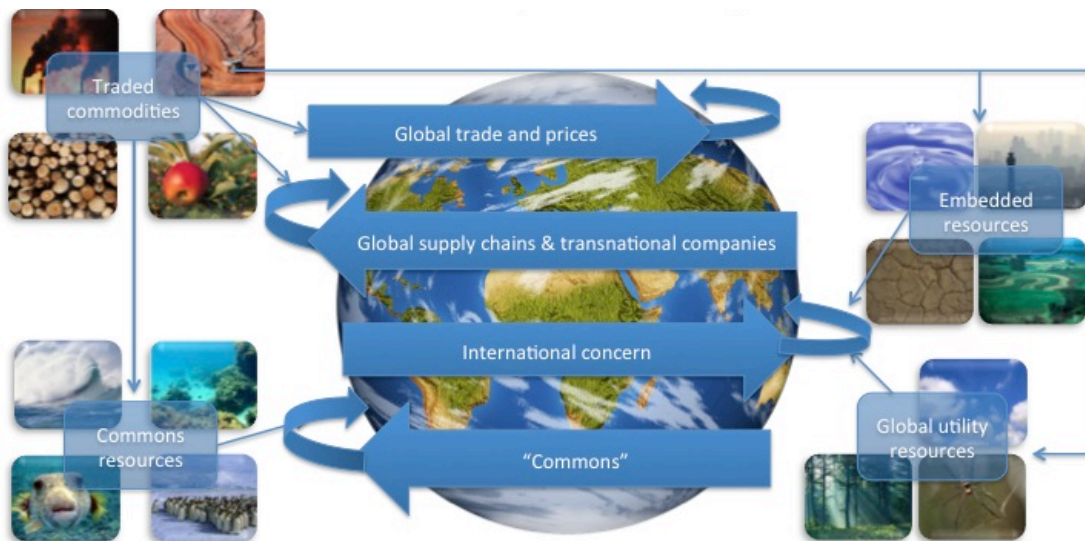 Traded
commodities
Global trade and prices
Embedded
resources
Global supply chains & transnational companies
International concern
Commons
resources
Global utility
resources
“Commons”